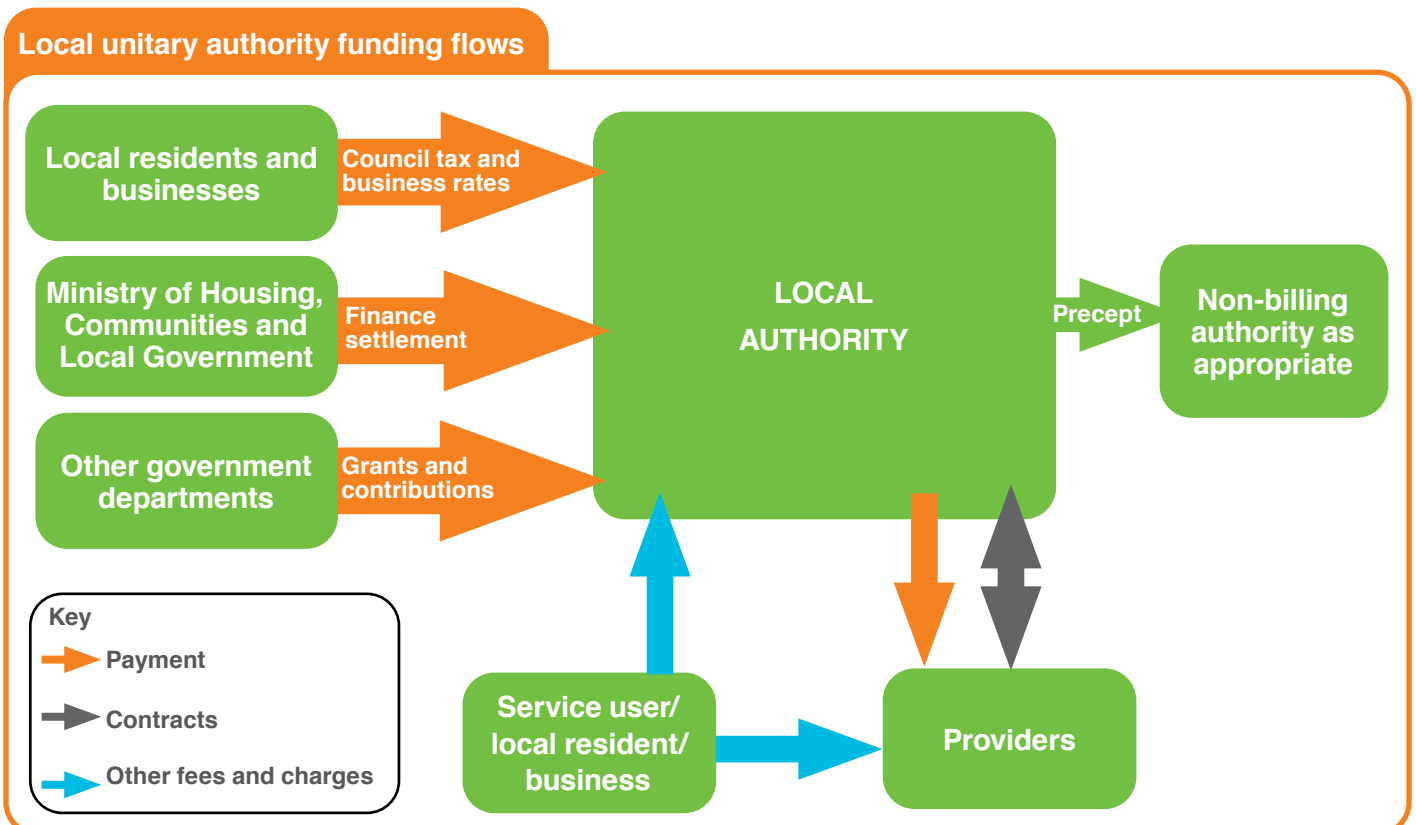 Local unitary authority funding flows
Local residents and
businesses
Council tax and
business rates
Ministry of Housing,
Communities and
Local Government
Finance
settlement
Other government
departments
Grants and
contributions
LOCAL
AUTHORITY
Precept
Non-billing
authority as
appropriate
Key
Payment
Contracts
Other fees and charges
Service user/
local resident/
business
Providers